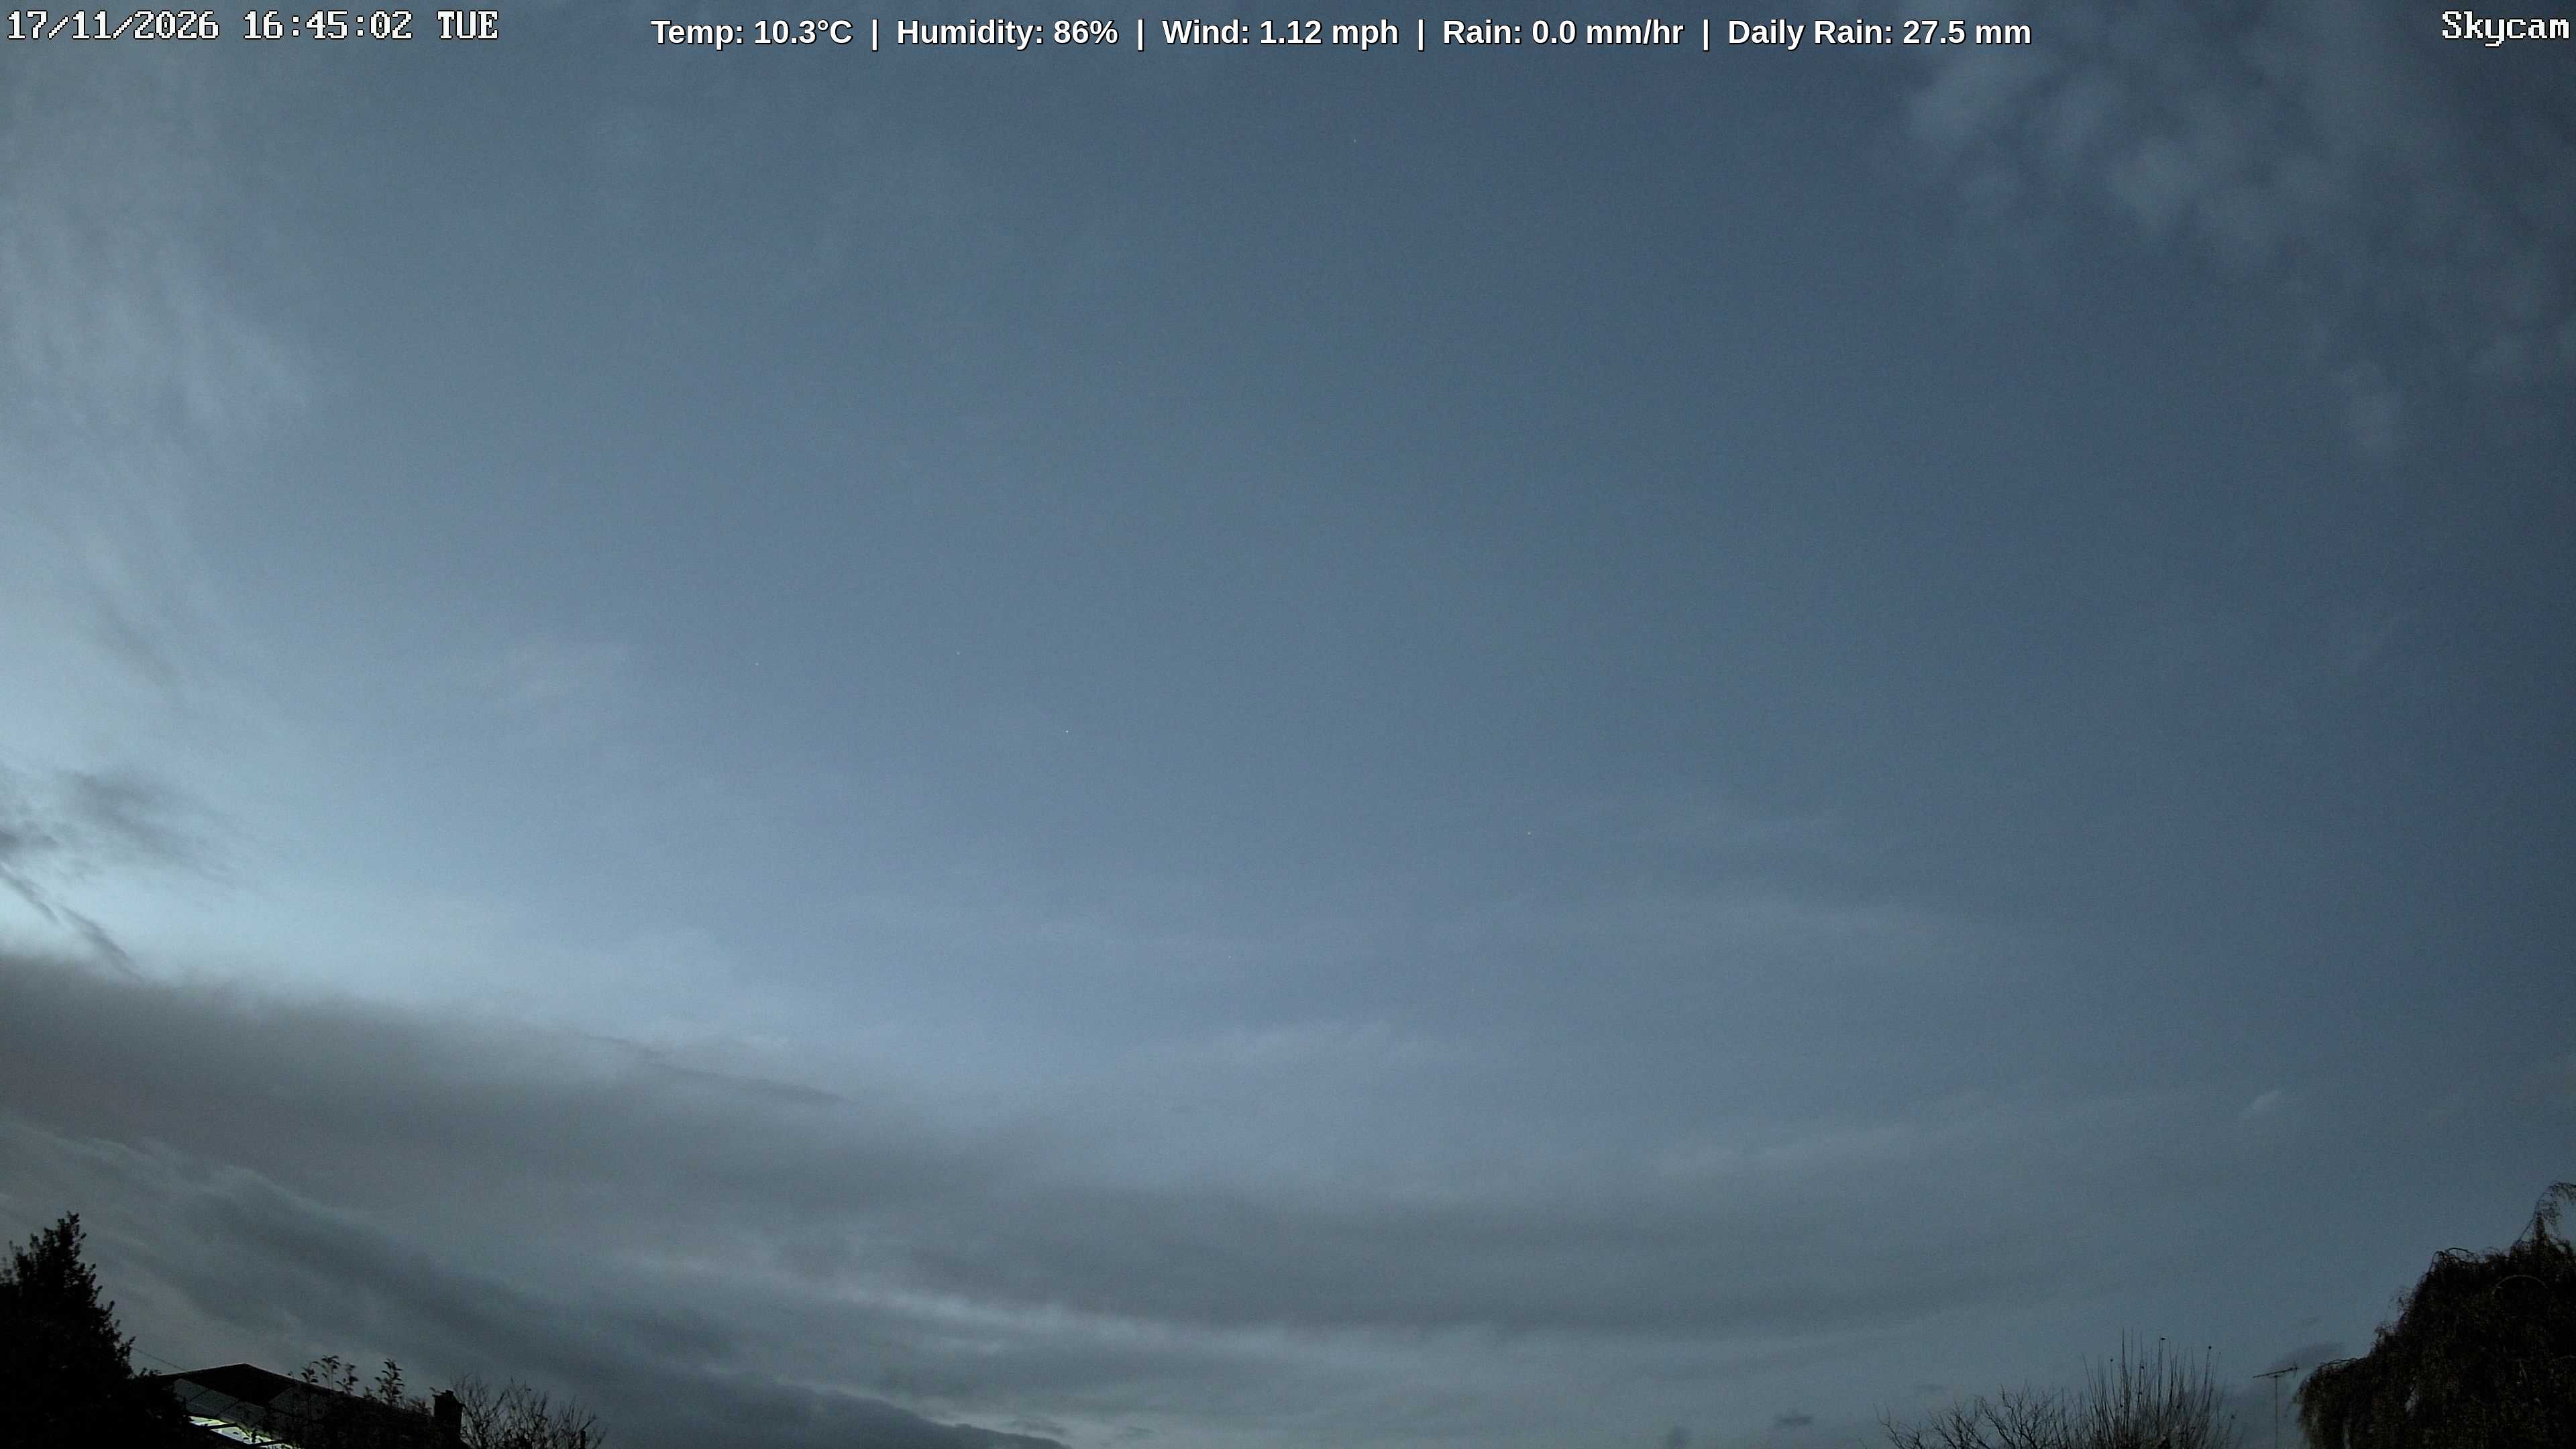 17/11/2026 16:45:02 TUE
Temp: 10.3°C | Humidity: 86% | Wind: 1.12 mph | Rain: 0.0 mm/hr | Daily Rain: 27.5 mm
Skycam